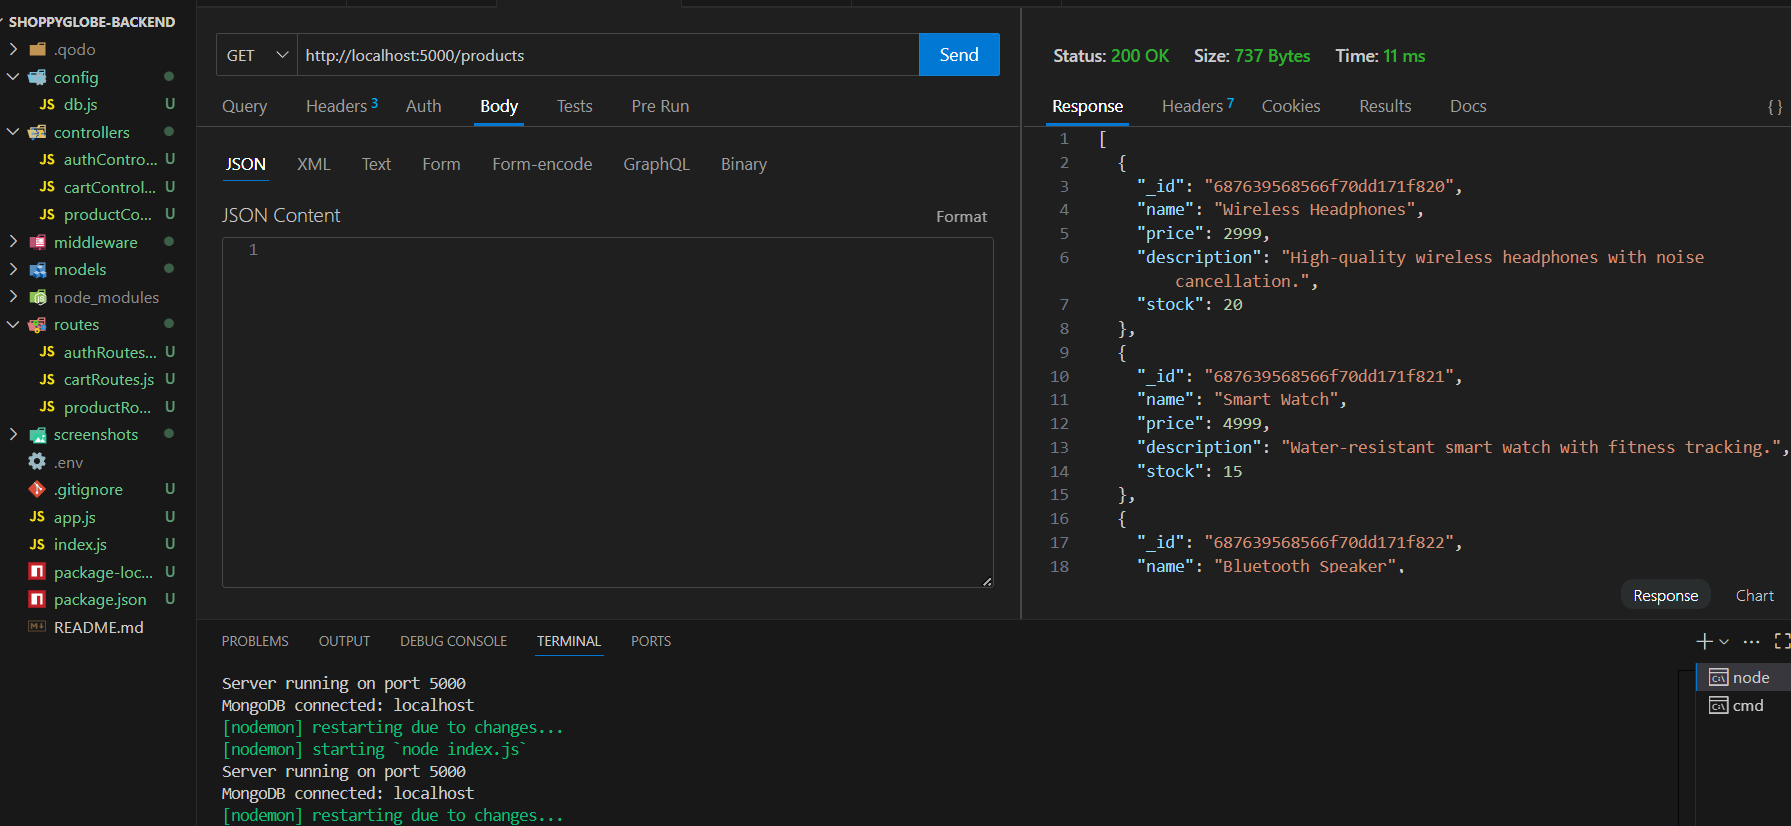 SHOPPYGLOBE-BACKEND
.qodo
config
JS db.js U
controllers
JS authContro... U
JS cartControl... U
JS productCo... U
middleware
models
node_modules
routes
JS authRoutes... U
JS cartRoutes.js U
JS productRo... U
screenshots
.env
.gitignore U
JS app.js U
JS index.js U
package-loc... U
package.json U
README.md
GET http://localhost:5000/products Send
Query Headers 3 Auth Body Tests Pre Run
JSON XML Text Form Form-encode GraphQL Binary
JSON Content Format
1
Status: 200 OK Size: 737 Bytes Time: 11 ms
Response Headers 7 Cookies Results Docs {}
1 [
2 {
3 "_id": "687639568566f70dd171f820",
4 "name": "Wireless Headphones",
5 "price": 2999,
6 "description": "High-quality wireless headphones with noise
cancellation.",
7 "stock": 20
8 },
9 {
10 "_id": "687639568566f70dd171f821",
11 "name": "Smart Watch",
12 "price": 4999,
13 "description": "Water-resistant smart watch with fitness tracking.",
14 "stock": 15
15 },
16 {
17 "_id": "687639568566f70dd171f822",
18 "name": "Bluetooth Speaker",
Response Chart
PROBLEMS OUTPUT DEBUG CONSOLE TERMINAL PORTS
Server running on port 5000
MongoDB connected: localhost
[nodemon] restarting due to changes...
[nodemon] starting `node index.js`
Server running on port 5000
MongoDB connected: localhost
[nodemon] restarting due to changes...
node
cmd